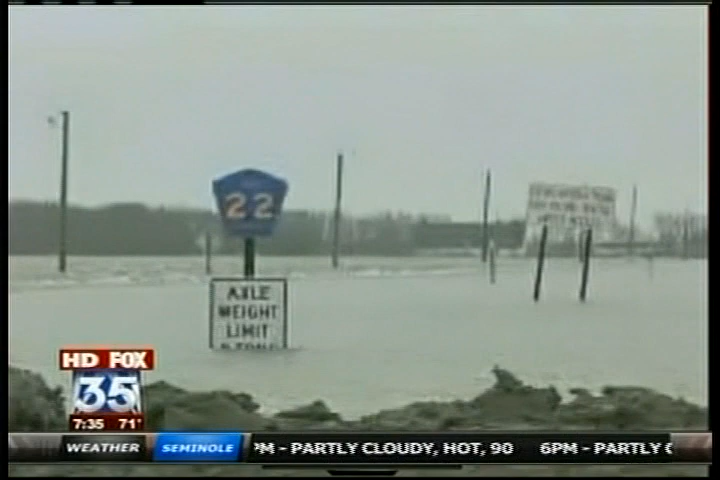 22
AXLE
WEIGHT
LIMIT
HD FOX
35
7:35 71°
WEATHER SEMINOLE PM - PARTLY CLOUDY, HOT, 90 6PM - PARTLY